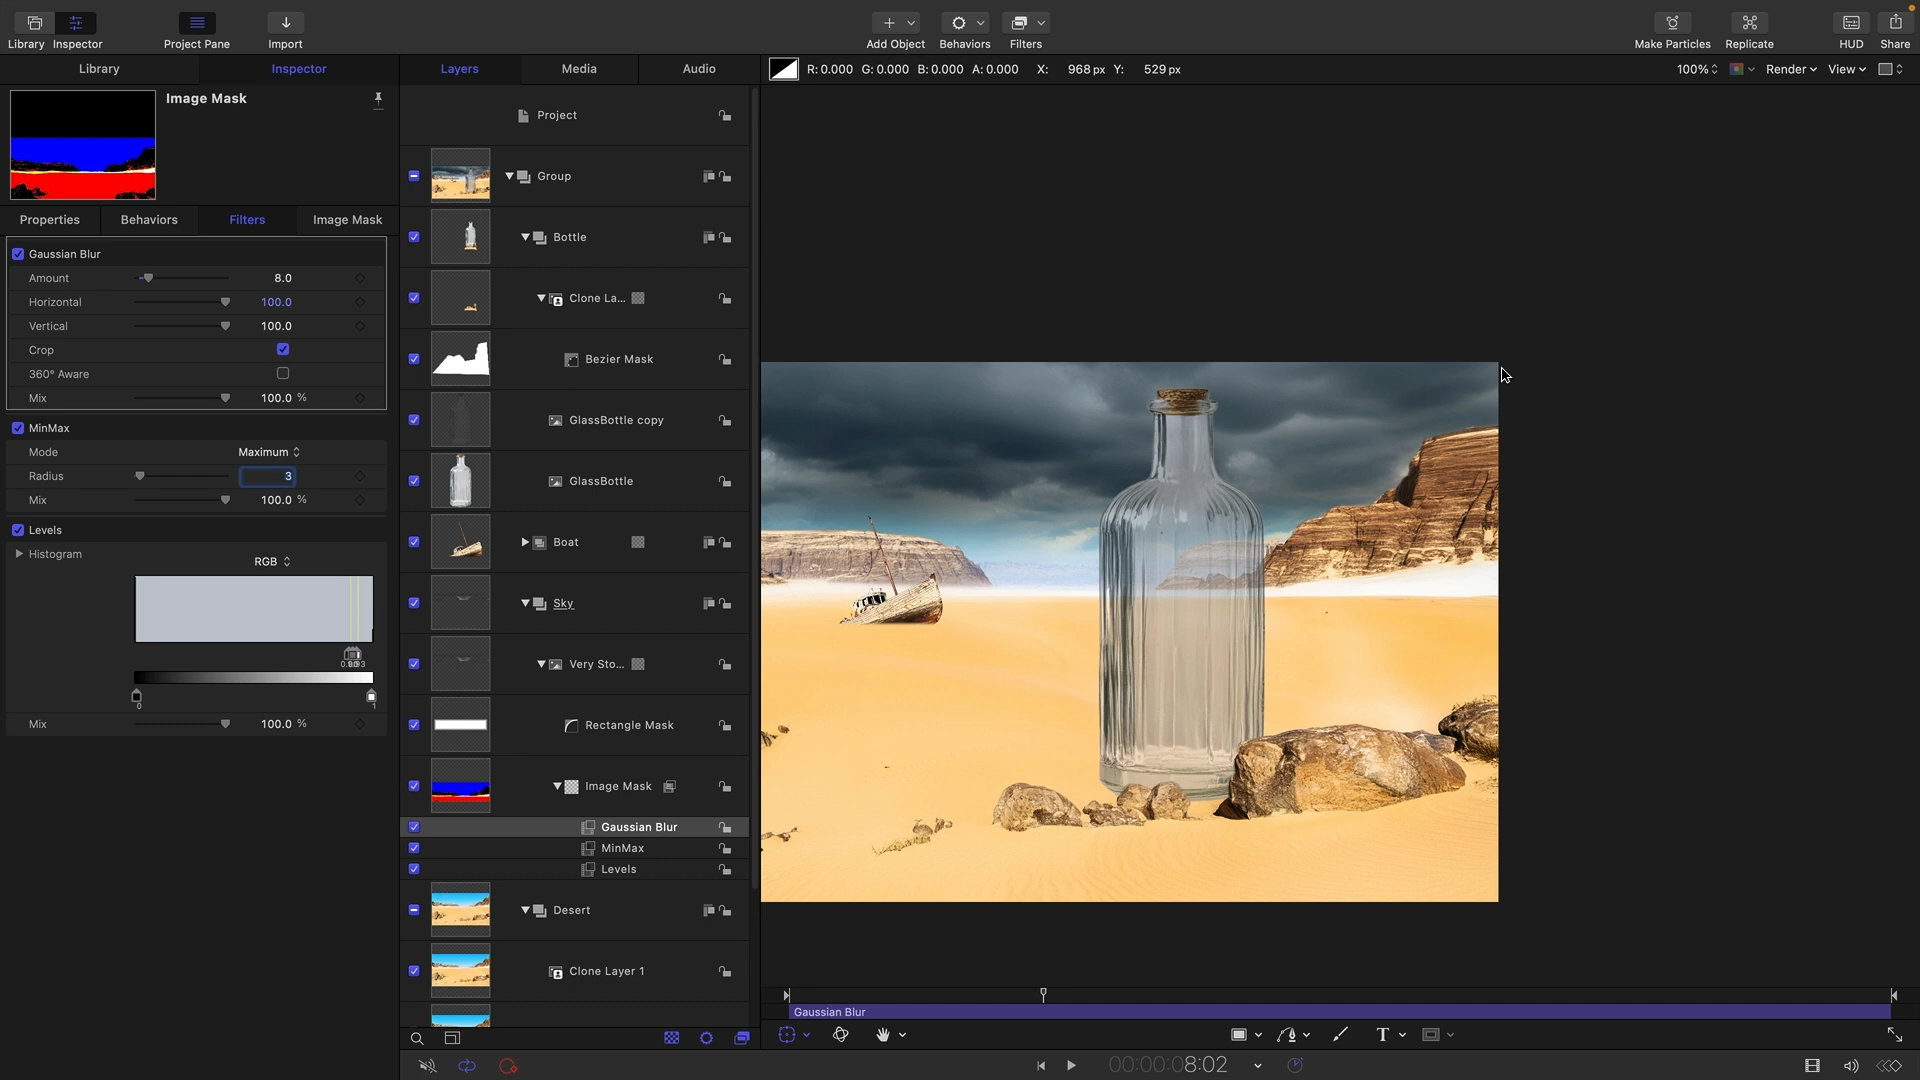 Library Inspector
Project Pane
Import
Add Object
Behaviors
Filters
Make Particles
Replicate
HUD
Share
Library
Inspector
Layers
Media
Audio
R: 0.000 G: 0.000 B: 0.000 A: 0.000 X: 968 px Y: 529 px
100% Render View
Image Mask
Properties
Behaviors
Filters
Image Mask
Gaussian Blur
Amount 8.0
Horizontal 100.0
Vertical 100.0
Crop
360° Aware
Mix 100.0 %
MinMax
Mode Maximum
Radius 3
Mix 100.0 %
Levels
Histogram
RGB
0 1
Mix 100.0 %
Project
Group
Bottle
Clone La...
Bezier Mask
GlassBottle copy
GlassBottle
Boat
Sky
Very Sto...
Rectangle Mask
Image Mask
Gaussian Blur
MinMax
Levels
Desert
Clone Layer 1
Gaussian Blur
T
00:00:08:02